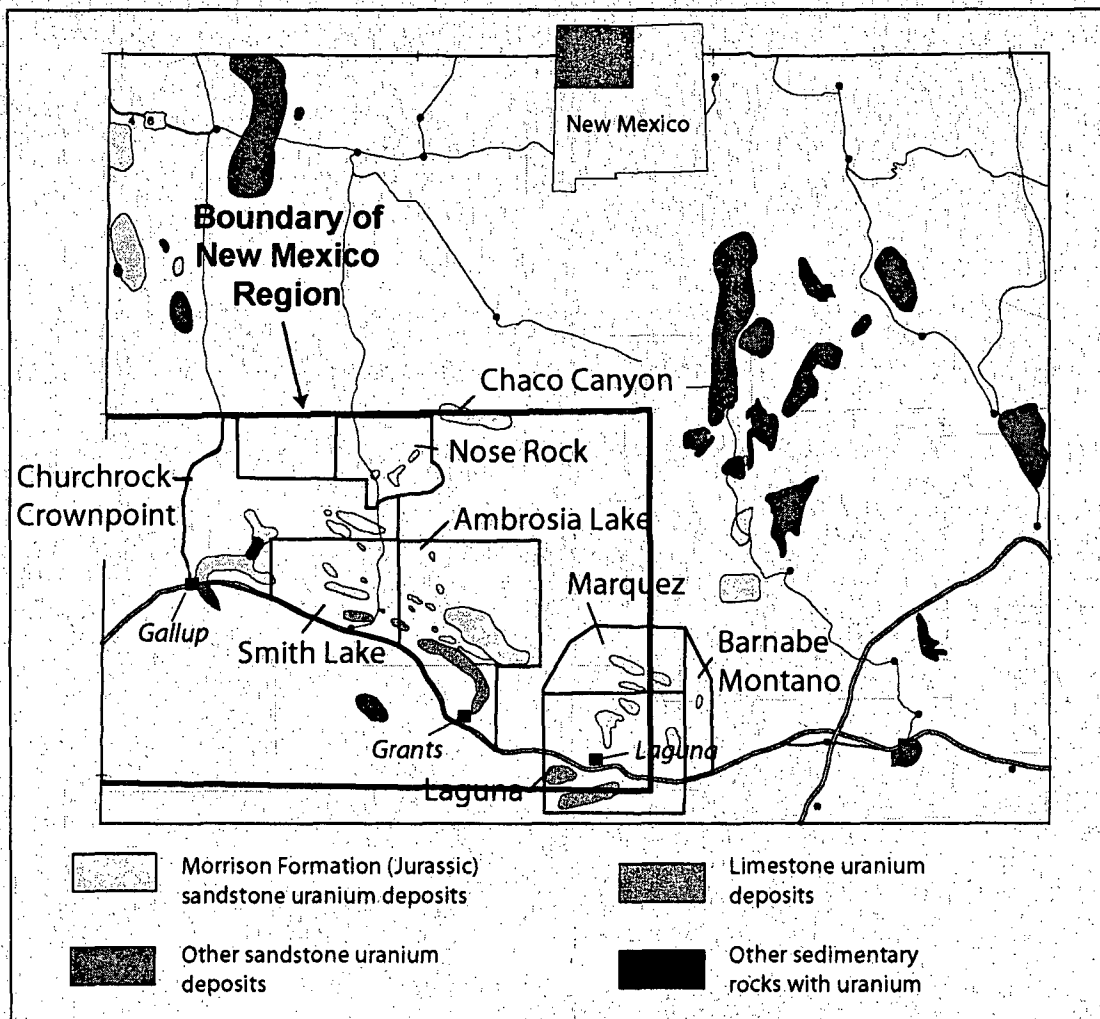 New Mexico
4 8
Boundary of
New Mexico
Region
Chaco Canyon
Nose Rock
Churchrock
Crownpoint
Ambrosia Lake
Marquez
Gallup
Smith Lake
Barnabe
Montano
Grants
Laguna
Laguna
Morrison Formation (Jurassic)
sandstone uranium deposits
Limestone uranium
deposits
Other sandstone uranium
deposits
Other sedimentary
rocks with uranium